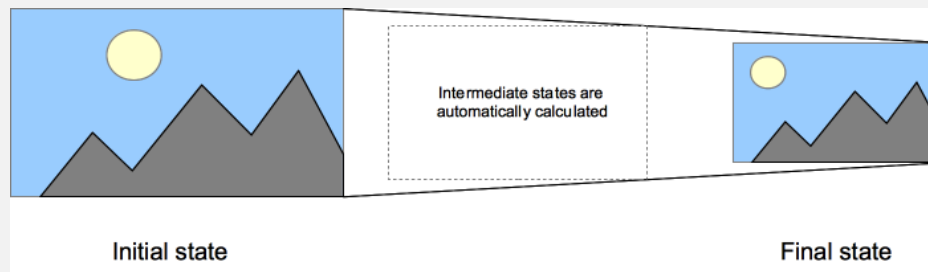 Intermediate states are
automatically calculated
Initial state
Final state